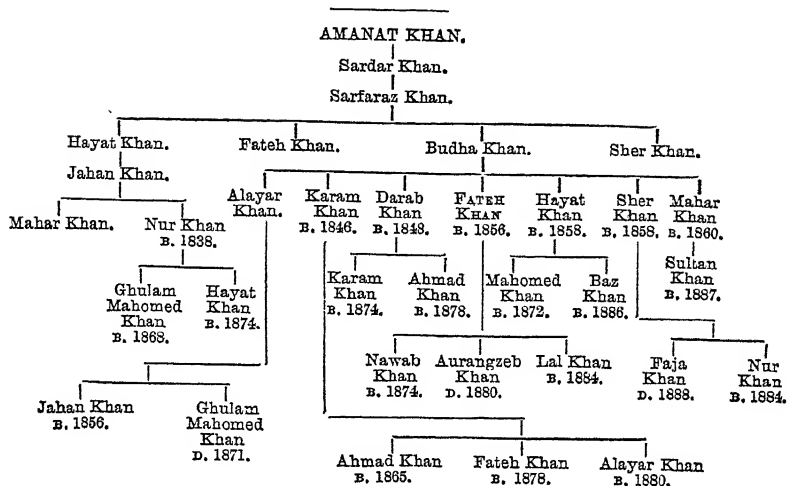 AMANAT KHAN.
Sardar Khan.
Sarfaraz Khan.
Hayat Khan.
Fateh Khan.
Budha Khan.
Sher Khan.
Jahan Khan.
Mahar Khan.
Nur Khan
B. 1838.
Alayar
Khan.
Karam
Khan
B. 1846.
Darab
Khan
B. 1848.
FATEH
KHAN
B. 1856.
Hayat
Khan
B. 1858.
Sher
Khan
B. 1858.
Mahar
Khan
B. 1860.
Ghulam
Mahomed
Khan
B. 1868.
Hayat
Khan
B. 1874.
Karam
Khan
B. 1874.
Ahmad
Khan
B. 1878.
Mahomed
Khan
B. 1872.
Baz
Khan
B. 1886.
Sultan
Khan
B. 1887.
Nawab
Khan
B. 1874.
Aurangzeb
Khan
D. 1880.
Lal Khan
B. 1884.
Faja
Khan
D. 1888.
Nur
Khan
B. 1884.
Jahan Khan
B. 1856.
Ghulam
Mahomed
Khan
D. 1871.
Ahmad Khan
B. 1865.
Fateh Khan
B. 1878.
Alayar Khan
B. 1880.